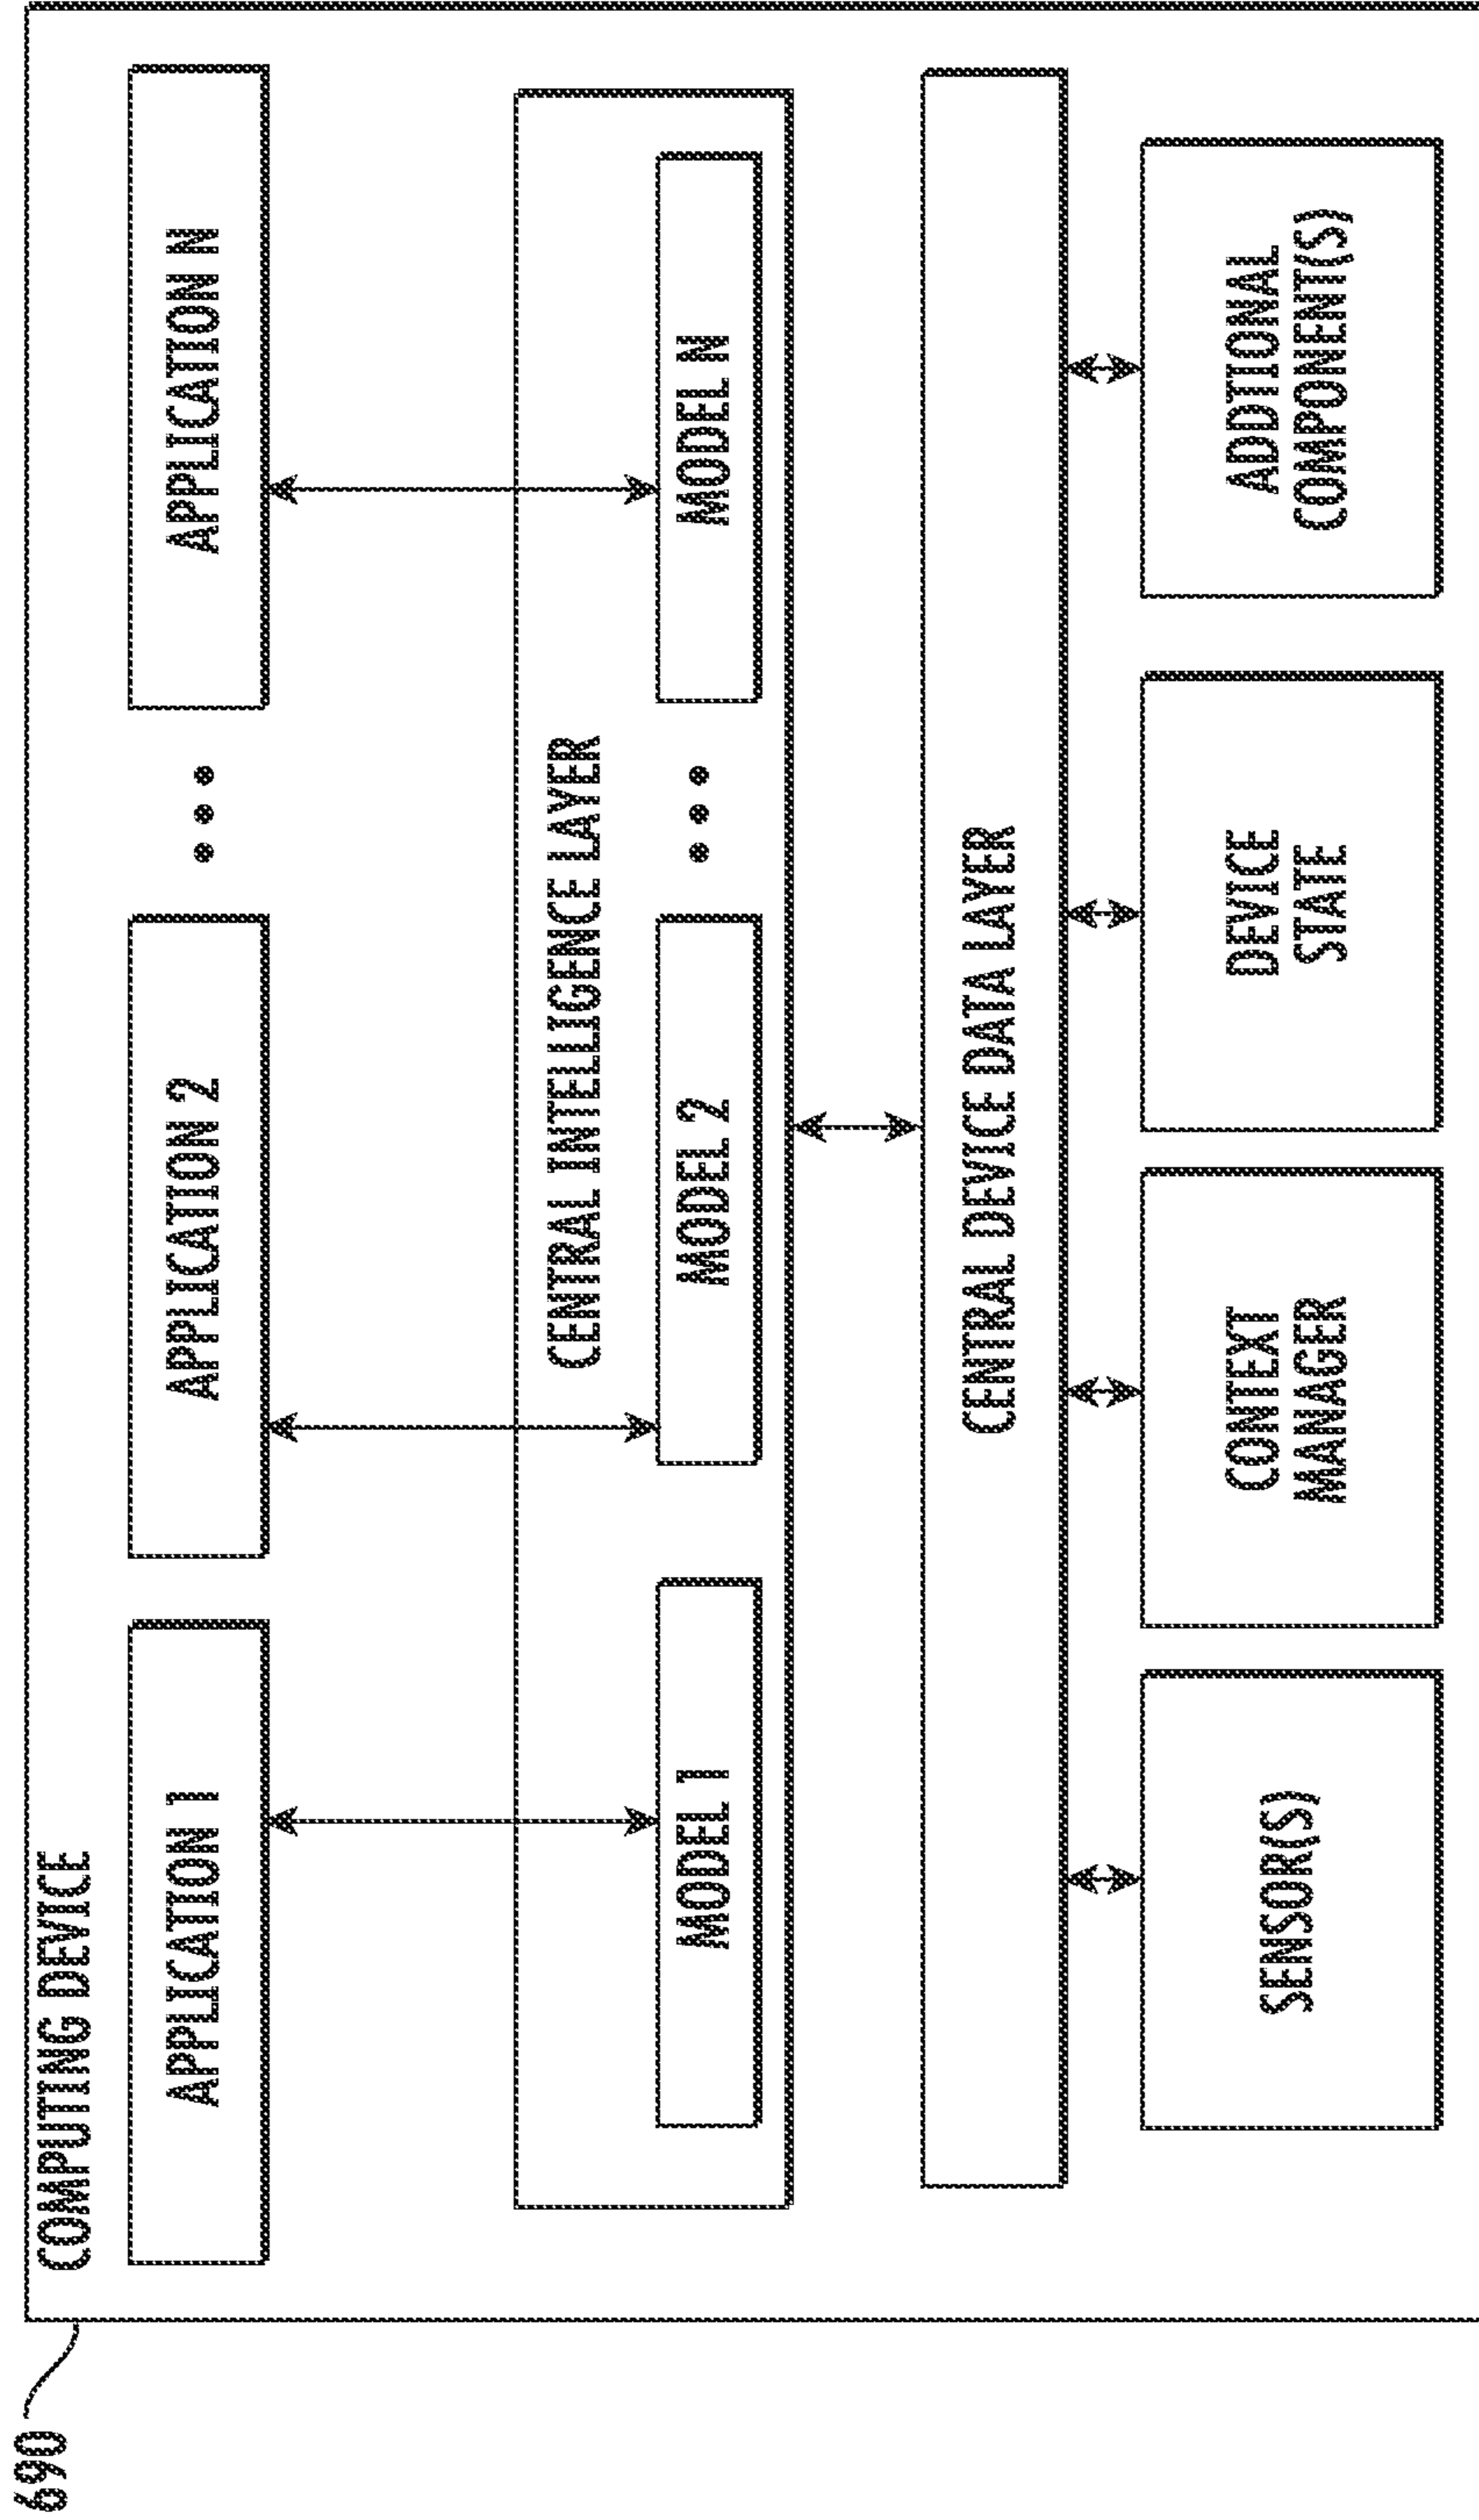 690
COMPUTING DEVICE
APPLICATION 1
APPLICATION 2
APPLICATION N
CENTRAL INTELLIGENCE LAYER
MODEL 1
MODEL 2
MODEL N
CENTRAL DEVICE DATA LAYER
SENSOR(S)
CONTEXT
MANAGER
DEVICE
STATE
ADDTIONAL
COMPONENT(S)